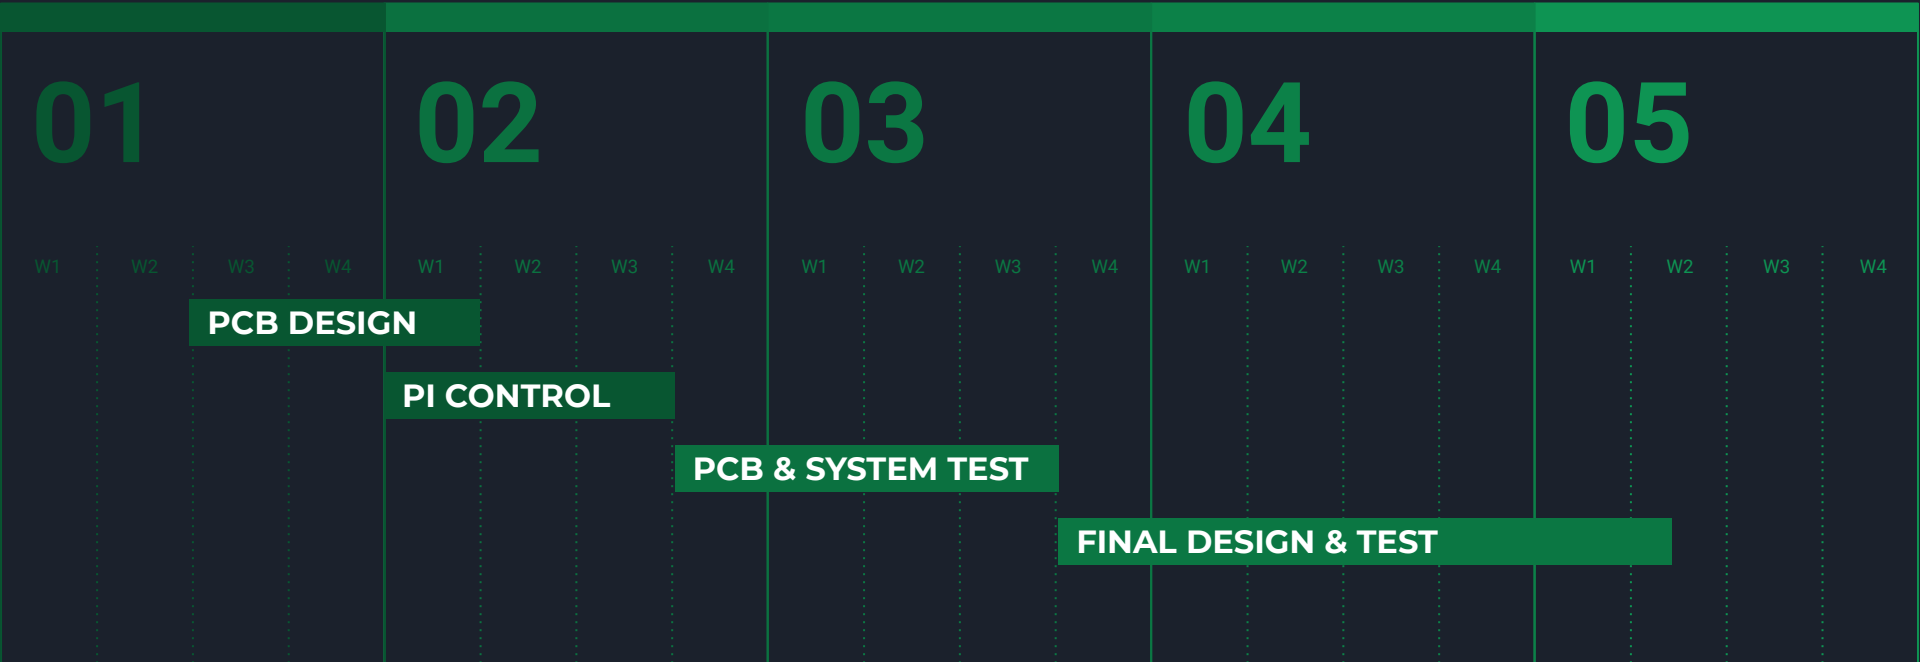 01 02 03 04 05
W1 W2 W3 W4 W1 W2 W3 W4 W1 W2 W3 W4 W1 W2 W3 W4 W1 W2 W3 W4
PCB DESIGN
PI CONTROL
PCB & SYSTEM TEST
FINAL DESIGN & TEST